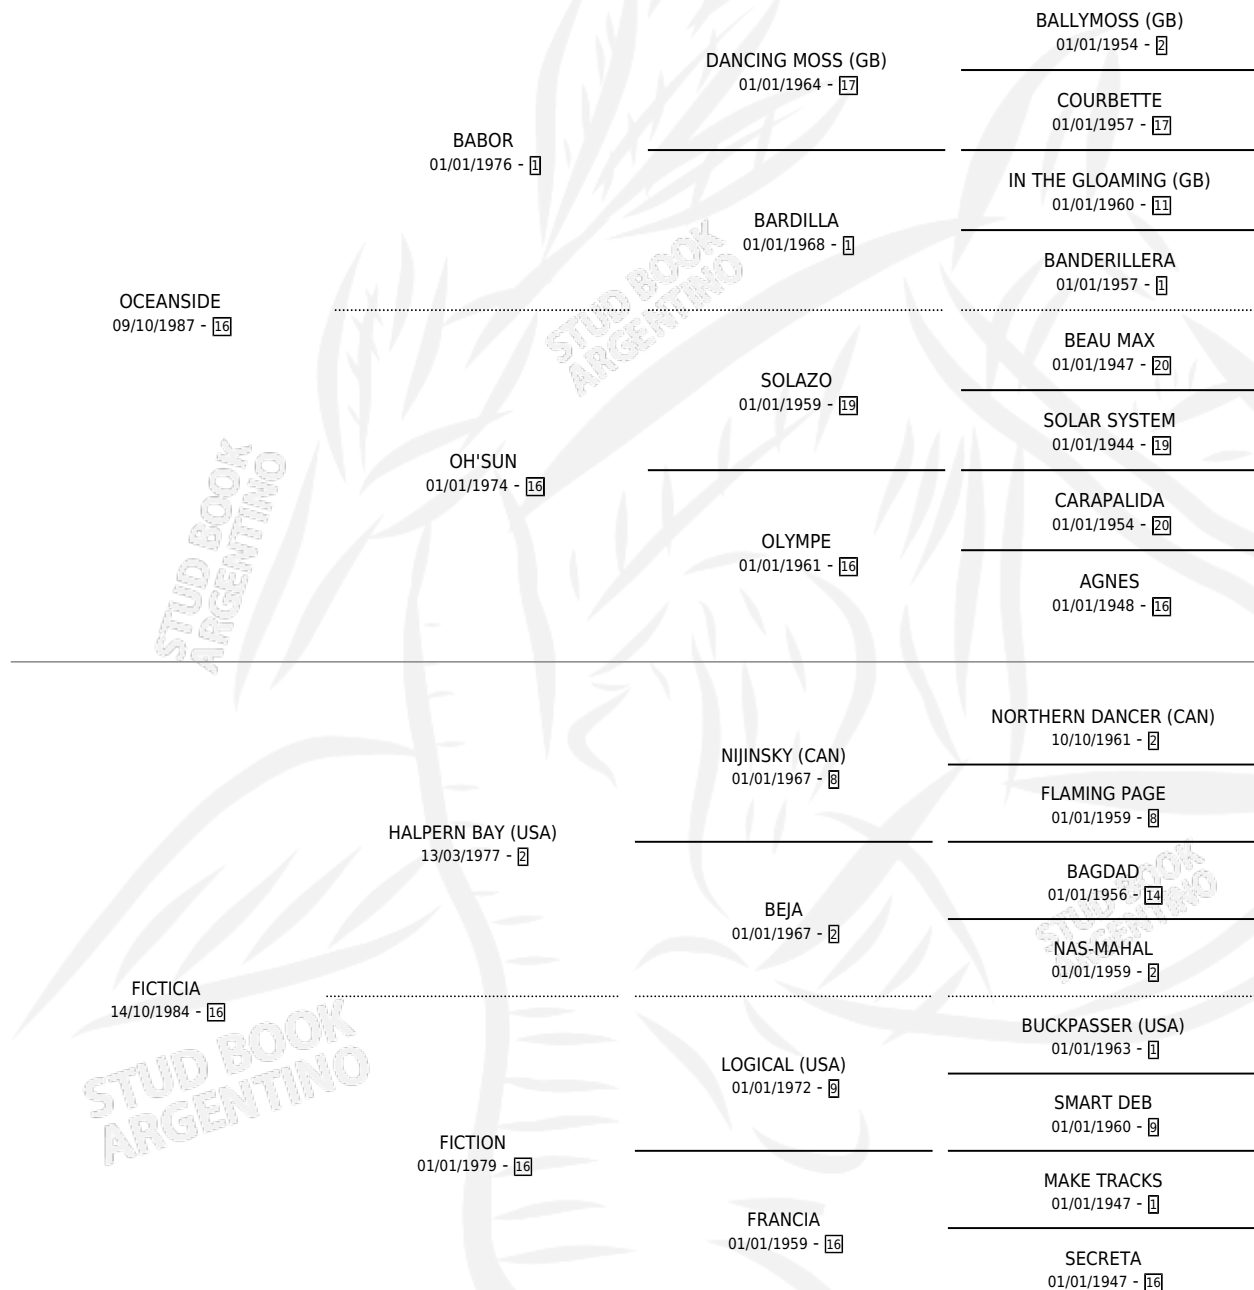 BALLYMOSS (GB)
01/01/1954 - 2
DANCING MOSS (GB)
01/01/1964 - 17
COURBETTE
01/01/1957 - 17
BABOR
01/01/1976 - 1
IN THE GLOAMING (GB)
01/01/1960 - 11
BARDILLA
01/01/1968 - 1
BANDERILLERA
01/01/1957 - 1
OCEANSIDE
09/10/1987 - 16
BEAU MAX
01/01/1947 - 20
SOLAZO
01/01/1959 - 19
SOLAR SYSTEM
01/01/1944 - 19
OH'SUN
01/01/1974 - 16
CARAPALIDA
01/01/1954 - 20
OLYMPE
01/01/1961 - 16
AGNES
01/01/1948 - 16
NORTHERN DANCER (CAN)
10/10/1961 - 2
NIJINSKY (CAN)
01/01/1967 - 8
FLAMING PAGE
01/01/1959 - 8
HALPERN BAY (USA)
13/03/1977 - 2
BAGDAD
01/01/1956 - 14
BEJA
01/01/1967 - 2
NAS-MAHAL
01/01/1959 - 2
FICTICIA
14/10/1984 - 16
BUCKPASSER (USA)
01/01/1963 - 1
LOGICAL (USA)
01/01/1972 - 9
SMART DEB
01/01/1960 - 9
FICTION
01/01/1979 - 16
MAKE TRACKS
01/01/1947 - 1
FRANCIA
01/01/1959 - 16
SECRETA
01/01/1947 - 16
STUD BOOK
ARGENTINO
STUD BOOK
ARGENTINO
STUD BOOK
ARGENTINO
STUD BOOK
ARGENTINO